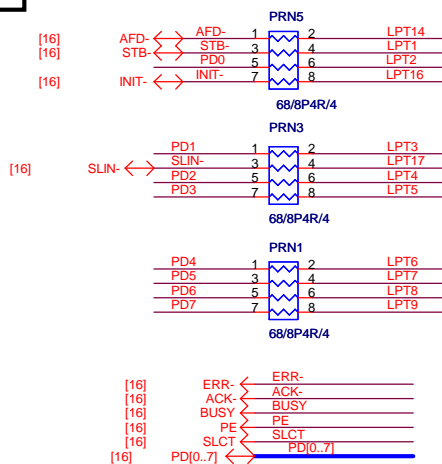 PRN5
[16] AFD- AFD- 1 2 LPT14
[16] STB- STB- 3 4 LPT1
PD0 5 6 LPT2
[16] INIT- INIT- 7 8 LPT16
68/8P4R/4
PRN3
PD1 1 2 LPT3
[16] SLIN- SLIN- 3 4 LPT17
PD2 5 6 LPT4
PD3 7 8 LPT5
68/8P4R/4
PRN1
PD4 1 2 LPT6
PD5 3 4 LPT7
PD6 5 6 LPT8
PD7 7 8 LPT9
68/8P4R/4
[16] ERR- ERR-
[16] ACK- ACK-
[16] BUSY BUSY
[16] PE PE
[16] SLCT SLCT
[16] PD[0..7] PD[0..7]